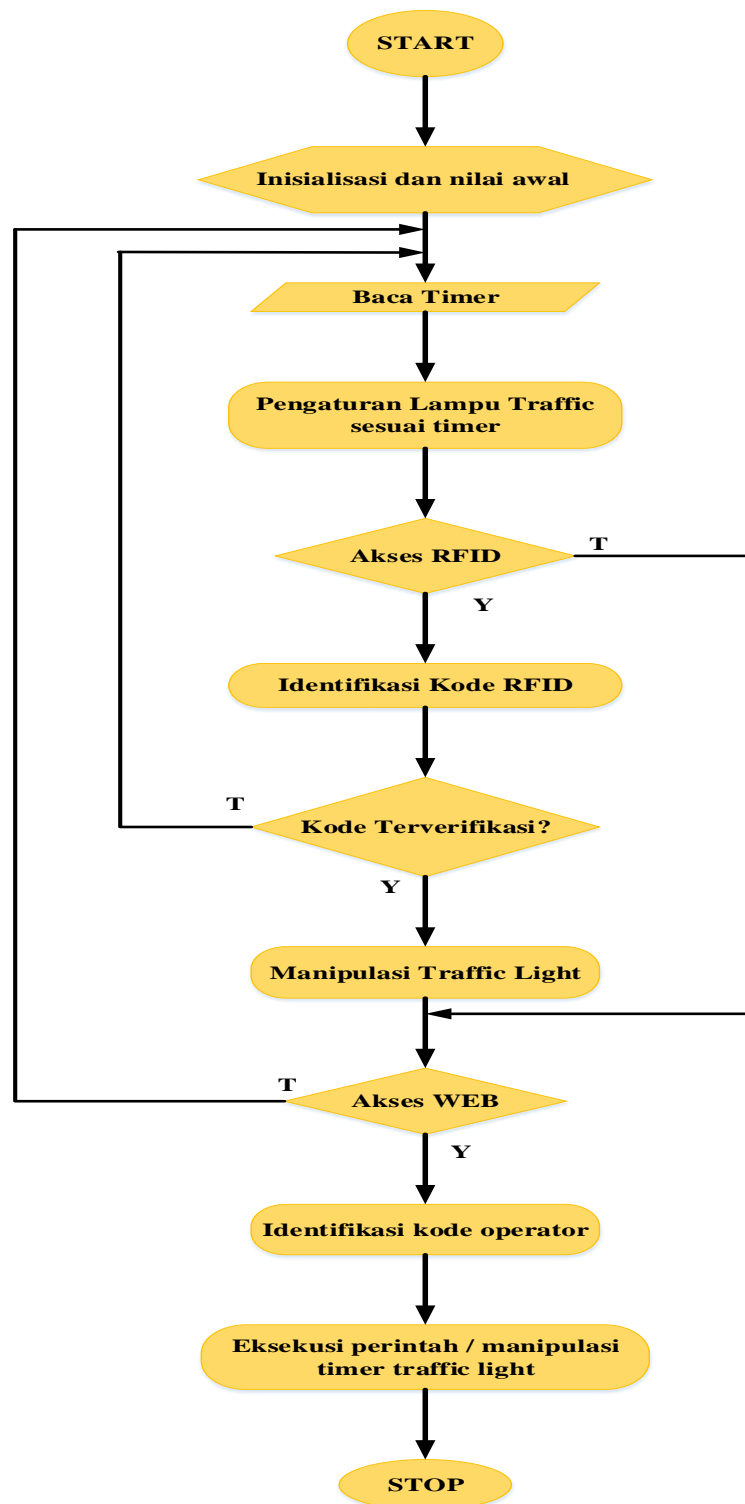 START
Inisialisasi dan nilai awal
Baca Timer
Pengaturan Lampu Traffic
sesuai timer
Akses RFID
T
Y
Identifikasi Kode RFID
T
Kode Terverifikasi?
Y
Manipulasi Traffic Light
T
Akses WEB
Y
Identifikasi kode operator
Eksekusi perintah / manipulasi
timer traffic light
STOP